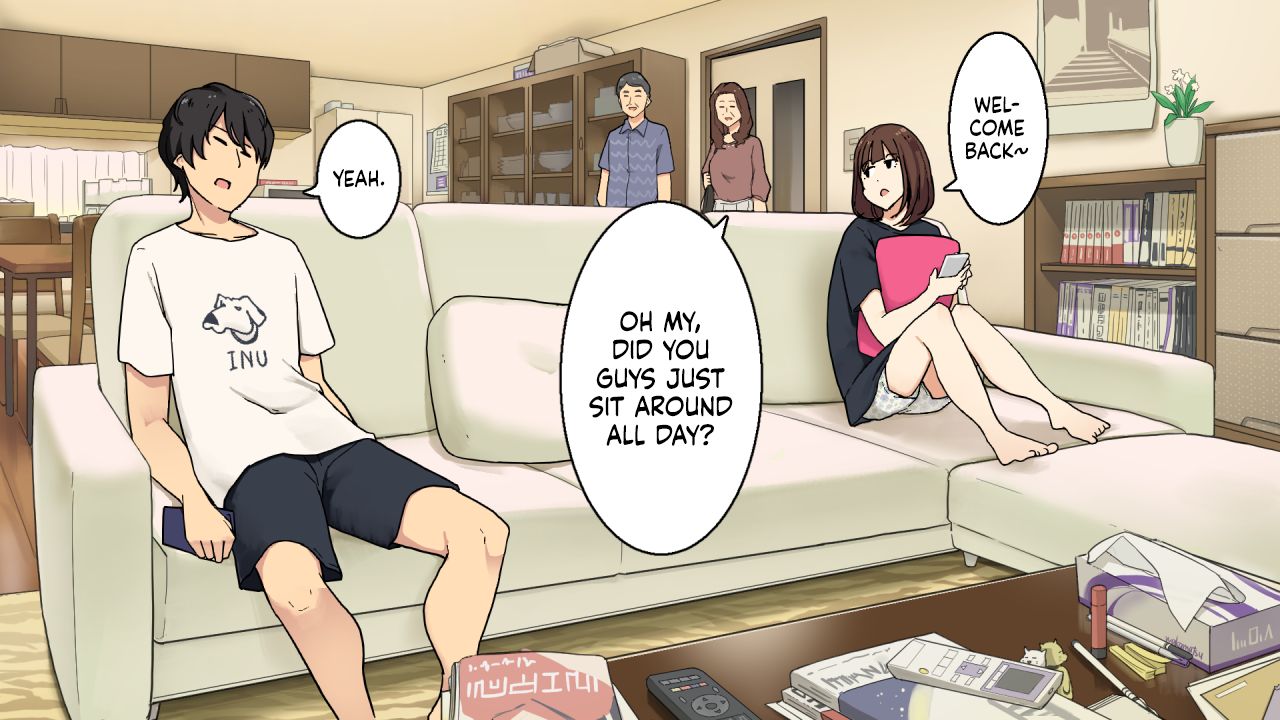 WEL-
COME
BACK~
YEAH.
OH MY,
DID YOU
GUYS JUST
SIT AROUND
ALL DAY?
INU